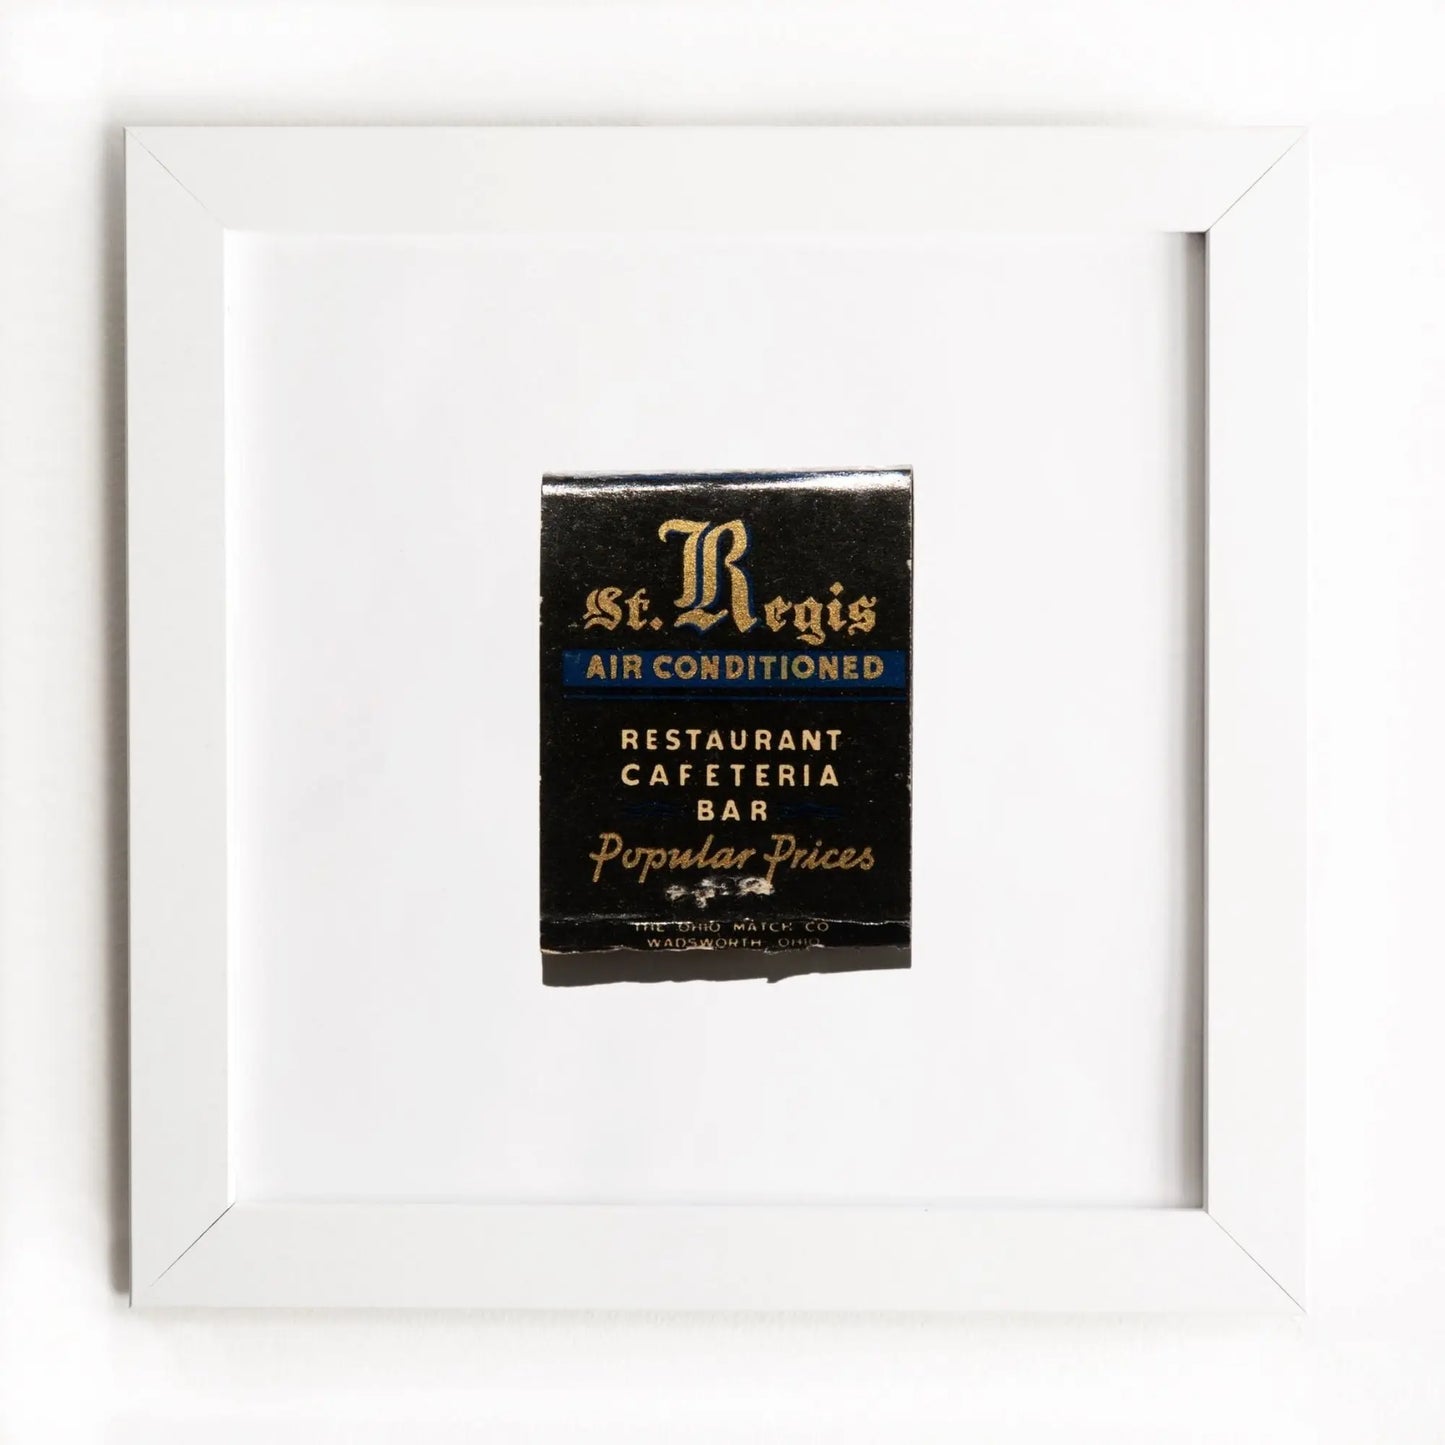 St. Regis
AIR CONDITIONED
RESTAURANT
CAFETERIA
BAR
Popular Prices
THE OHIO MATCH CO
WADSWORTH, OHIO